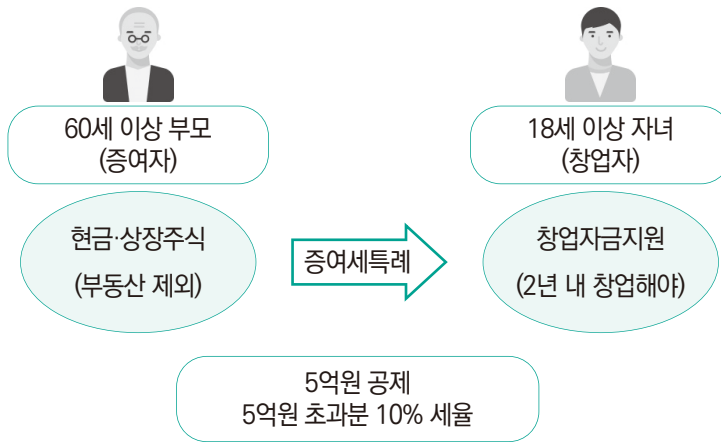 60세 이상 부모
(증여자)
18세 이상 자녀
(창업자)
현금·상장주식
(부동산 제외)
증여세특례
창업자금지원
(2년 내 창업해야)
5억원 공제
5억원 초과분 10% 세율